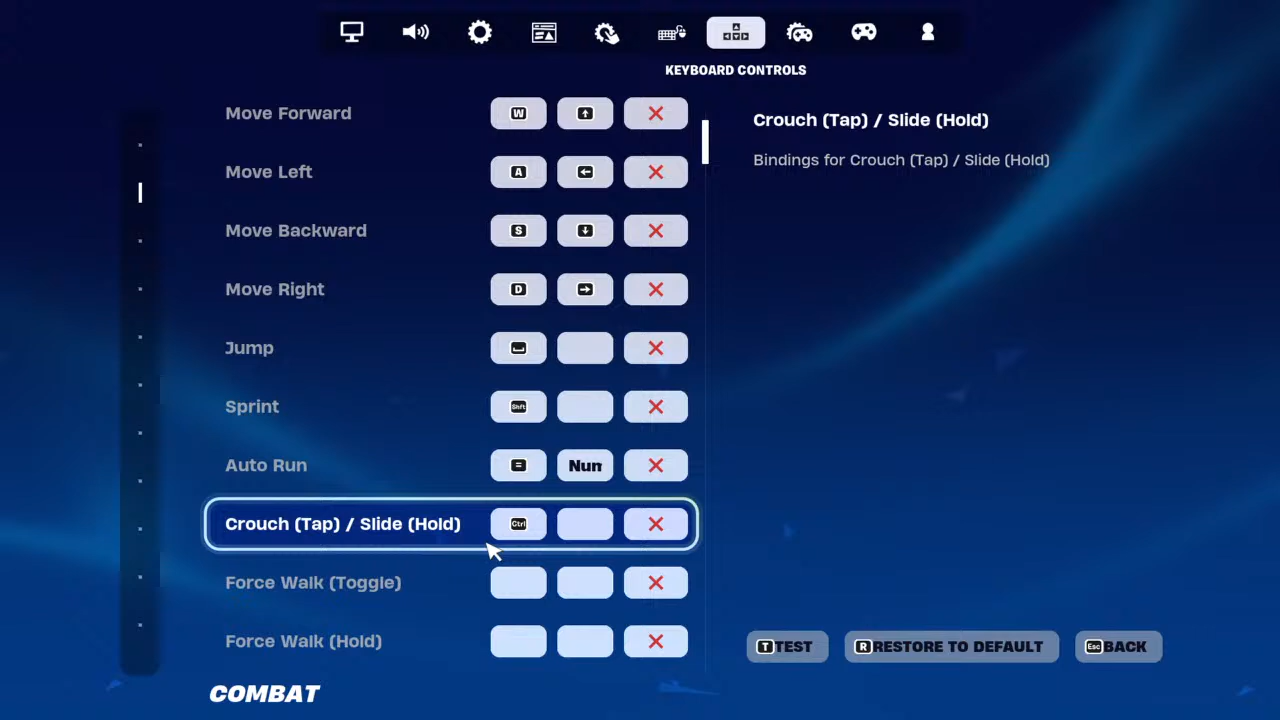 KEYBOARD CONTROLS
Move Forward W
Move Left A
Move Backward S
Move Right D
Jump
Sprint Shft
Auto Run = Num
Crouch (Tap) / Slide (Hold) Ctrl
Force Walk (Toggle)
Force Walk (Hold)
COMBAT
Crouch (Tap) / Slide (Hold)
Bindings for Crouch (Tap) / Slide (Hold)
T TEST R RESTORE TO DEFAULT Esc BACK